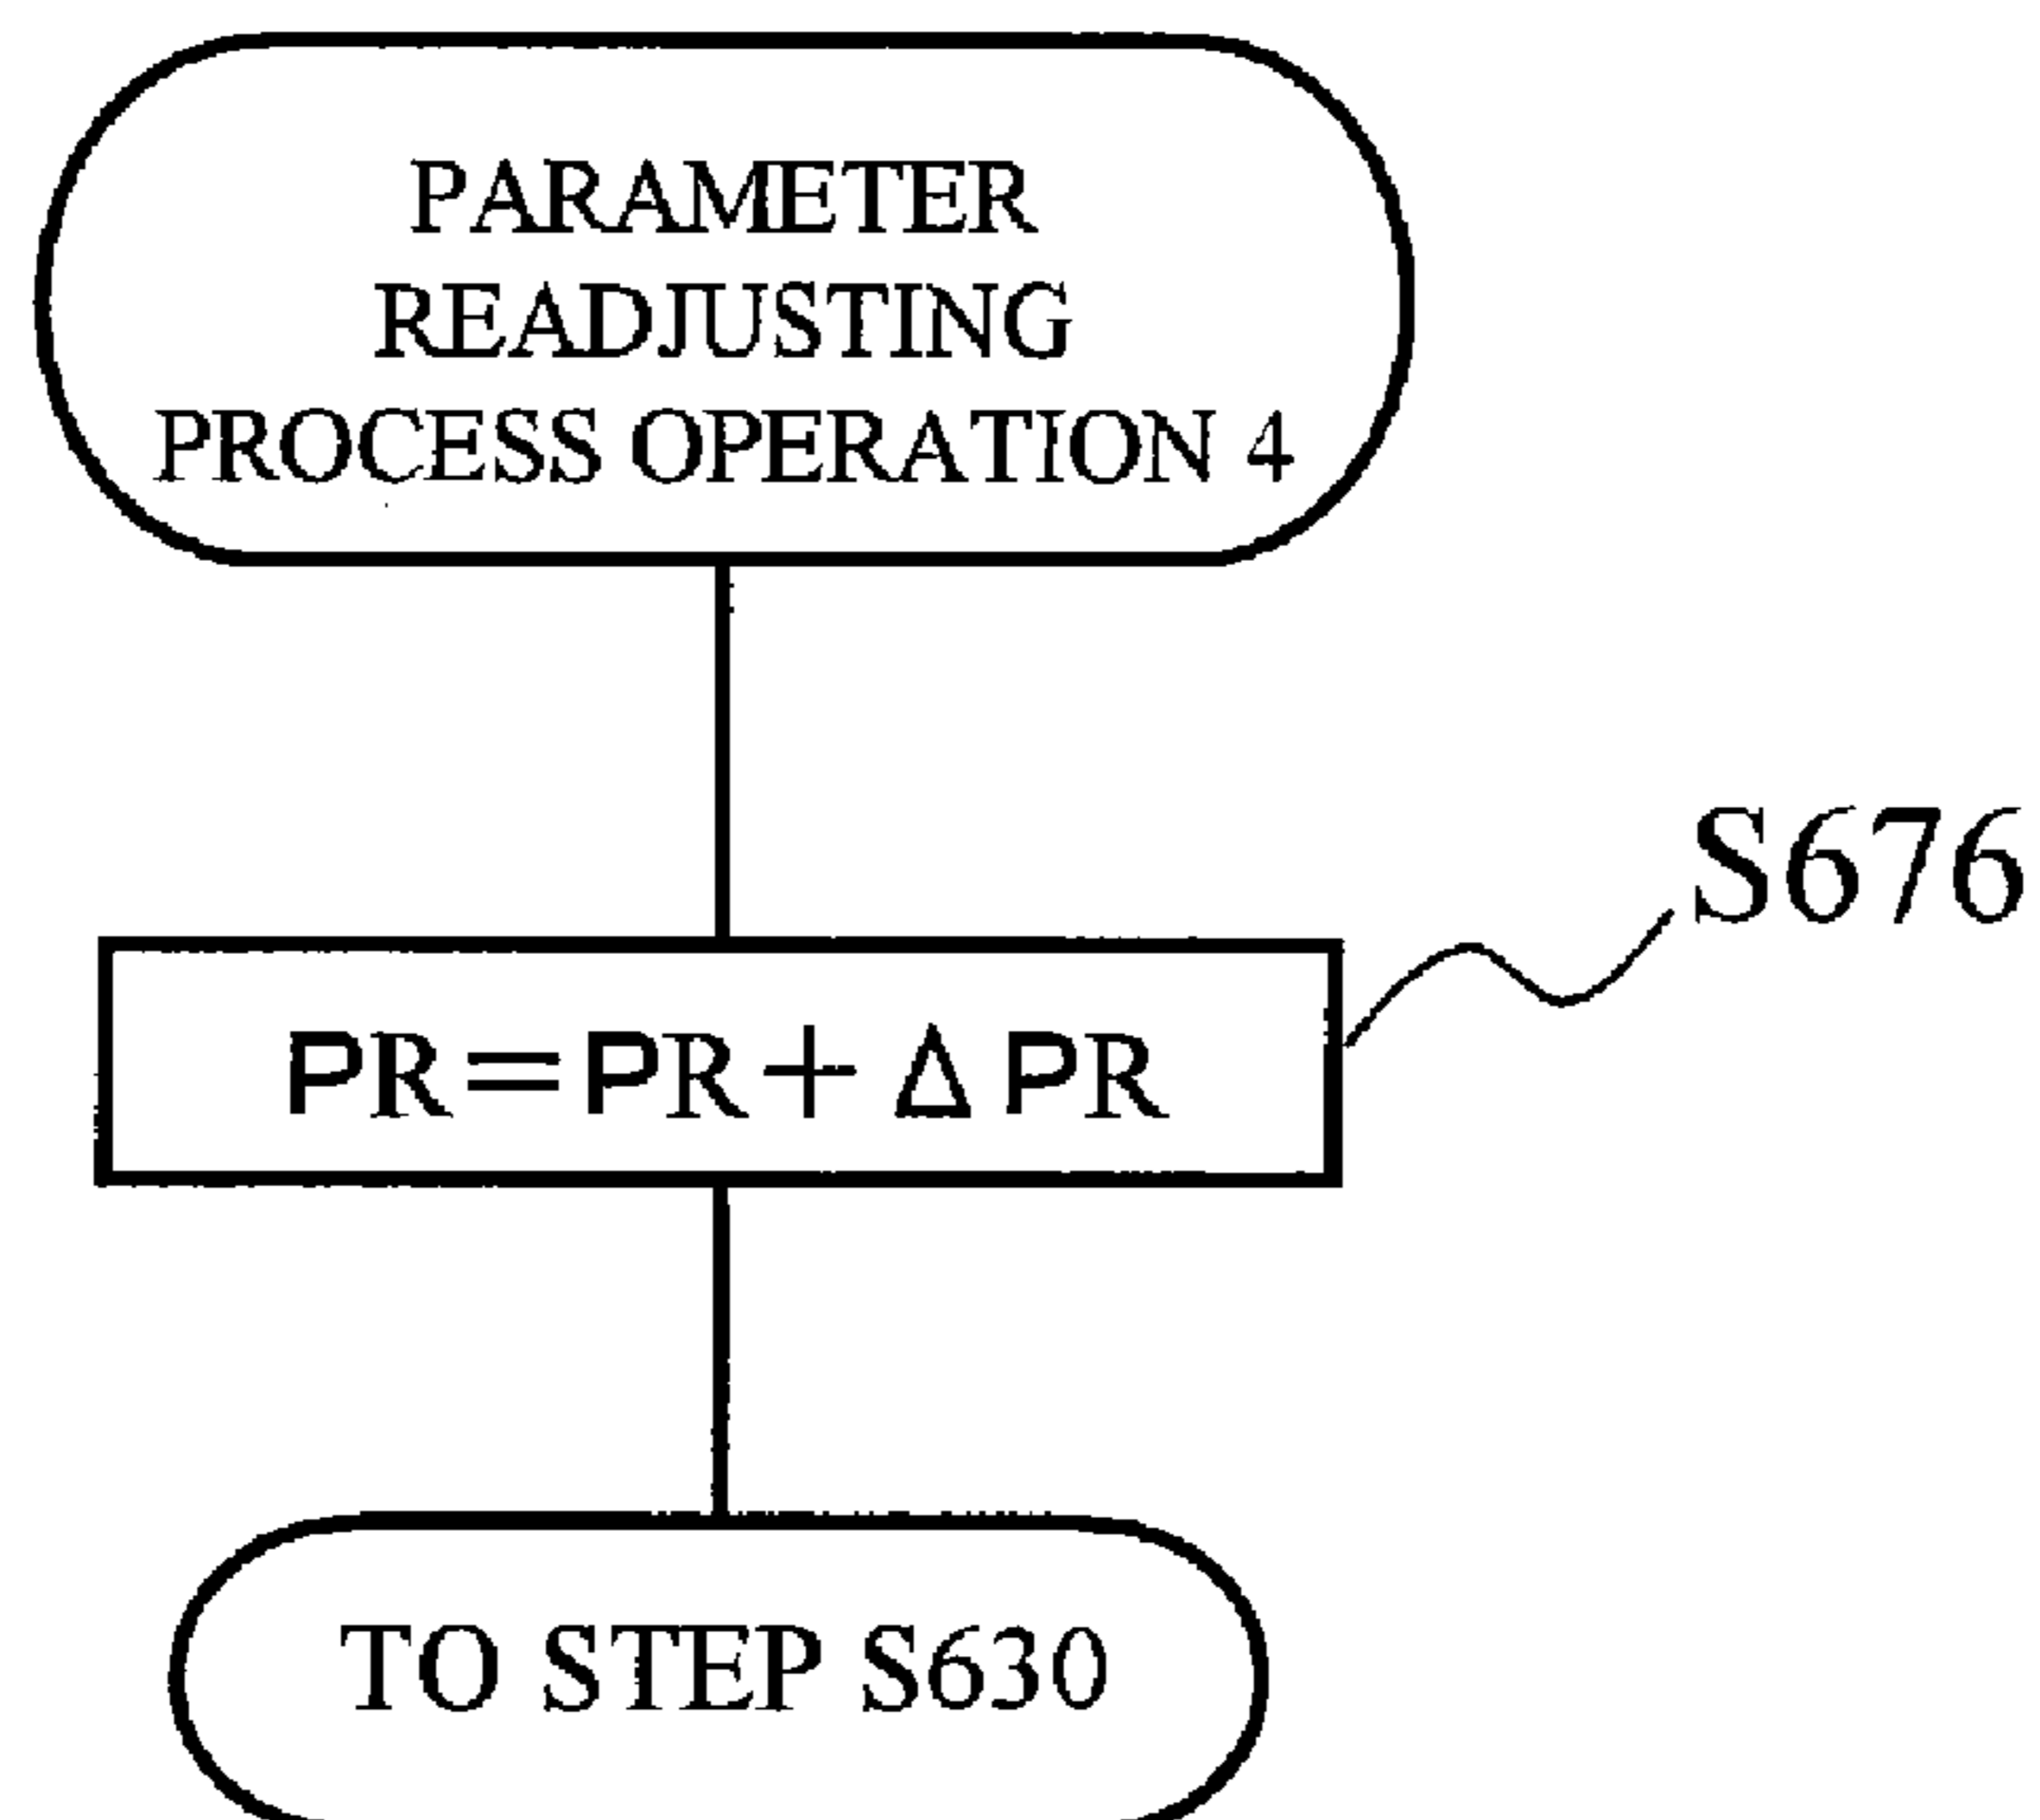 PARAMETER
READJUSTING
PROCESS OPERATION 4
S676
PR=PR+ΔPR
TO STEP S630